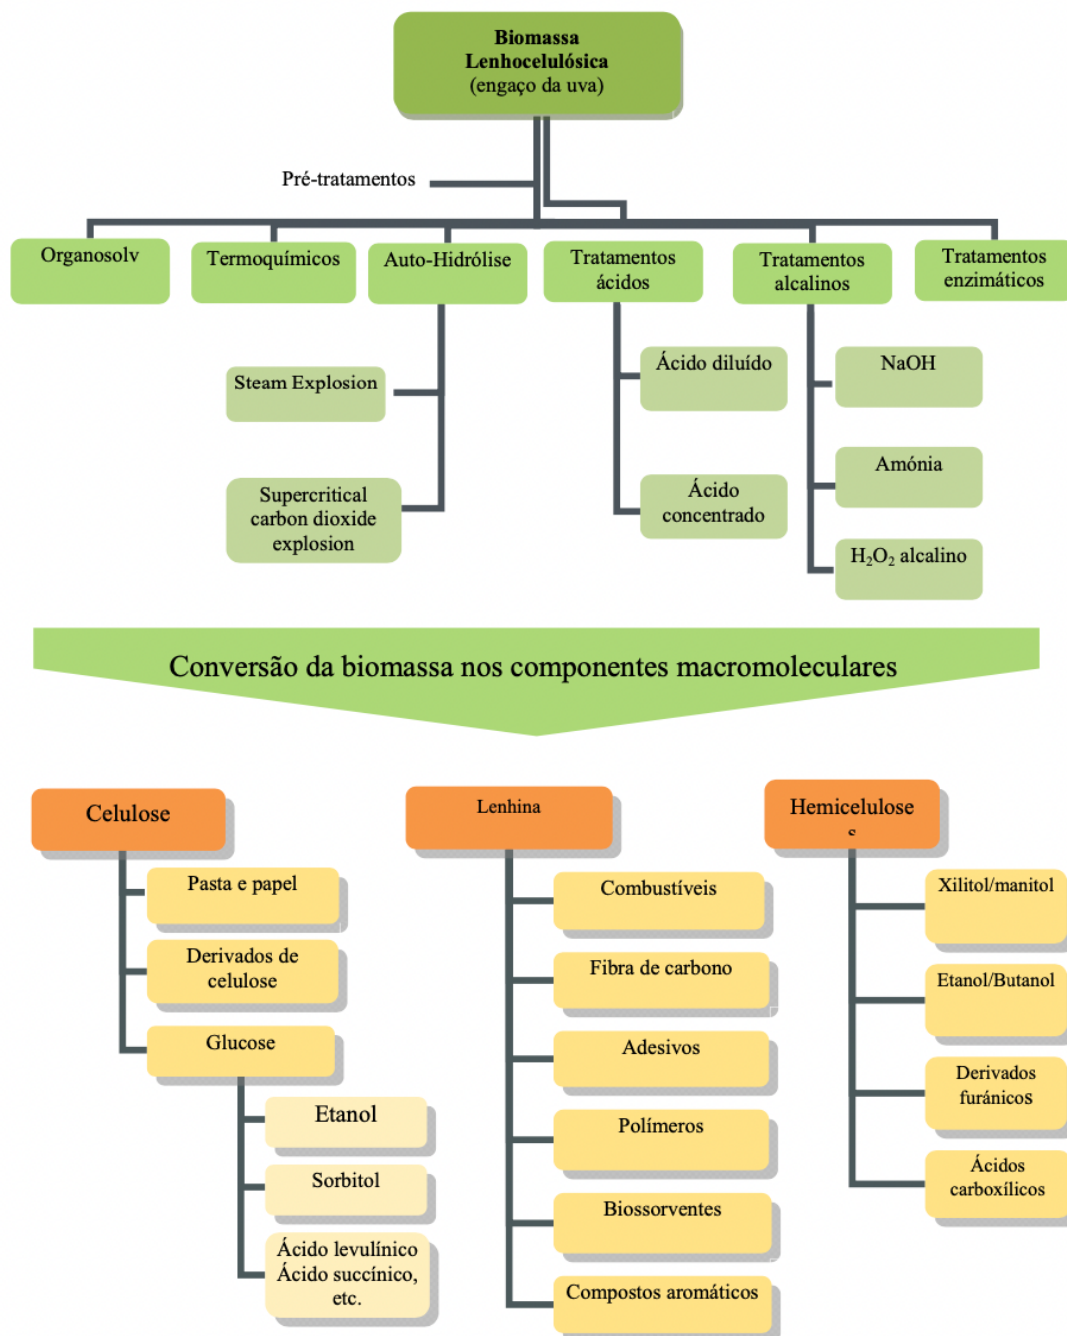 Biomassa
Lenhocelulósica
(engaço da uva)
Pré-tratamentos
Organosolv
Termoquímicos
Auto-Hidrólise
Tratamentos
ácidos
Tratamentos
alcalinos
Tratamentos
enzimáticos
Steam Explosion
Supercritical
carbon dioxide
explosion
Ácido diluído
Ácido
concentrado
NaOH
Amónia
H₂O₂ alcalino
Conversão da biomassa nos componentes macromoleculares
Celulose
Pasta e papel
Derivados de
celulose
Glucose
Etanol
Sorbitol
Ácido levulínico
Ácido succínico,
etc.
Lenhina
Combustíveis
Fibra de carbono
Adesivos
Polímeros
Biossorventes
Compostos aromáticos
Hemicelulose
s
Xilitol/manitol
Etanol/Butanol
Derivados
furánicos
Ácidos
carboxílicos